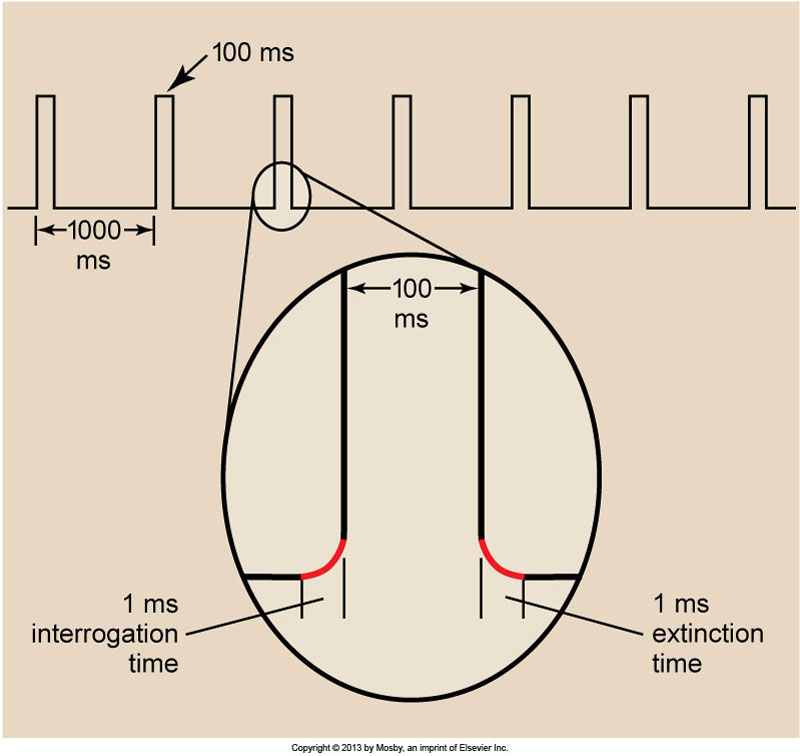 100 ms
1000
ms
100
ms
1 ms
interrogation
time
1 ms
extinction
time
Copyright © 2013 by Mosby, an imprint of Elsevier Inc.